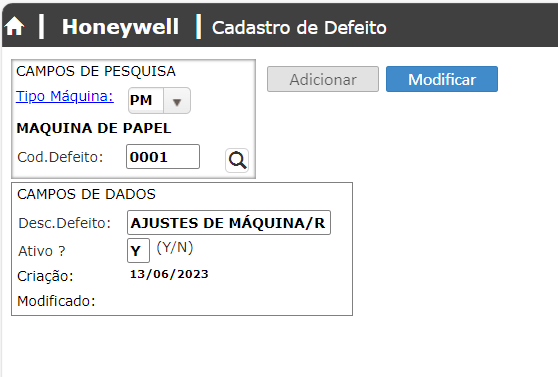 Honeywell | Cadastro de Defeito
CAMPOS DE PESQUISA
Adicionar
Modificar
Tipo Máquina: PM
MAQUINA DE PAPEL
Cod.Defeito: 0001
CAMPOS DE DADOS
Desc.Defeito: AJUSTES DE MÁQUINA/R
Ativo ? Y (Y/N)
Criação: 13/06/2023
Modificado: